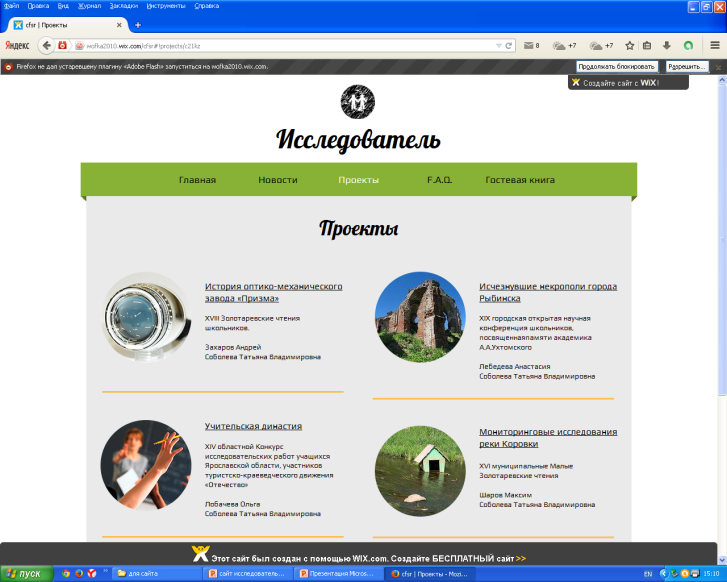 Файл Правка Вид Журнал Закладки Инструменты Справка
cfsr | Проекты
Яндекс wofka2010.wix.com/cfsr#!projects/c21kz 8 +7 +7
Firefox не дал устаревшему плагину «Adobe Flash» запуститься на wofka2010.wix.com. Продолжать блокировать Разрешить...
Создайте сайт с WiX!
Исследователь
Главная Новости Проекты F.A.Q. Гостевая книга
Проекты
История оптико-механического
завода «Призма»
XVIII Золотаревские чтения
школьников.
Захаров Андрей
Соболева Татьяна Владимировна
Исчезнувшие некрополи города
Рыбинска
XIX городская открытая научная
конференция школьников,
посвященнаяпамяти академика
А.А.Ухтомского
Лебедева Анастасия
Соболева Татьяна Владимировна
Учительская династия
XIV областной Конкурс
исследовательских работ учащихся
Ярославской области, участников
туристско-краеведческого движения
«Отечество»
Лобачева Ольга
Соболева Татьяна Владимировна
Мониторинговые исследования
реки Коровки
XVI муниципальные Малые
Золотаревские чтения
Шаров Максим
Соболева Татьяна Владимировна
Этот сайт был создан с помощью WIX.com. Создайте БЕСПЛАТНЫЙ сайт >>
пуск для сайта сайт исследователь... Презентация Micros... cfsr | Проекты - Mozi... EN 15:10